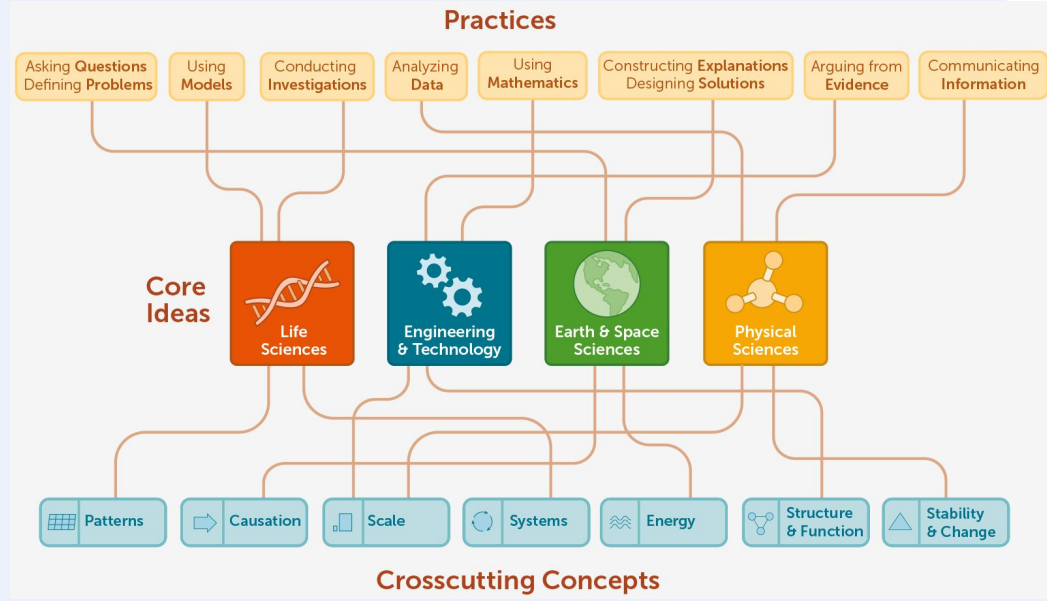 Practices
Asking Questions
Defining Problems
Using
Models
Conducting
Investigations
Analyzing
Data
Using
Mathematics
Constructing Explanations
Designing Solutions
Arguing from
Evidence
Communicating
Information
Core
Ideas
Life
Sciences
Engineering
& Technology
Earth & Space
Sciences
Physical
Sciences
Patterns
Causation
Scale
Systems
Energy
Structure
& Function
Stability
& Change
Crosscutting Concepts